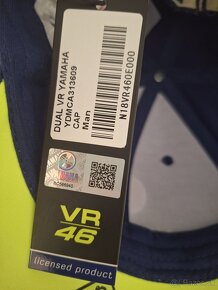 DUAL VR YAMAHA
YDMCA313609
CAP
Man
N18VR460E000
VR
46
licensed product